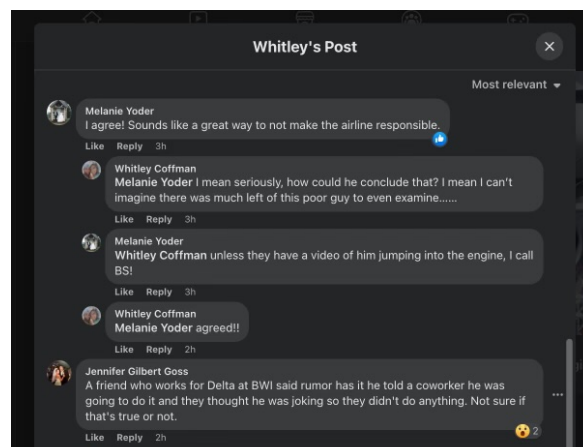 Whitley's Post
Most relevant
Melanie Yoder
I agree! Sounds like a great way to not make the airline responsible.
Like Reply 3h
Whitley Coffman
Melanie Yoder I mean seriously, how could he conclude that? I mean I can't
imagine there was much left of this poor guy to even examine......
Like Reply 3h
Melanie Yoder
Whitley Coffman unless they have a video of him jumping into the engine, I call
BS!
Like Reply 3h
Whitley Coffman
Melanie Yoder agreed!!
Like Reply 2h
Jennifer Gilbert Goss
A friend who works for Delta at BWI said rumor has it he told a coworker he was
going to do it and they thought he was joking so they didn't do anything. Not sure if
that's true or not.
2
Like Reply 2h